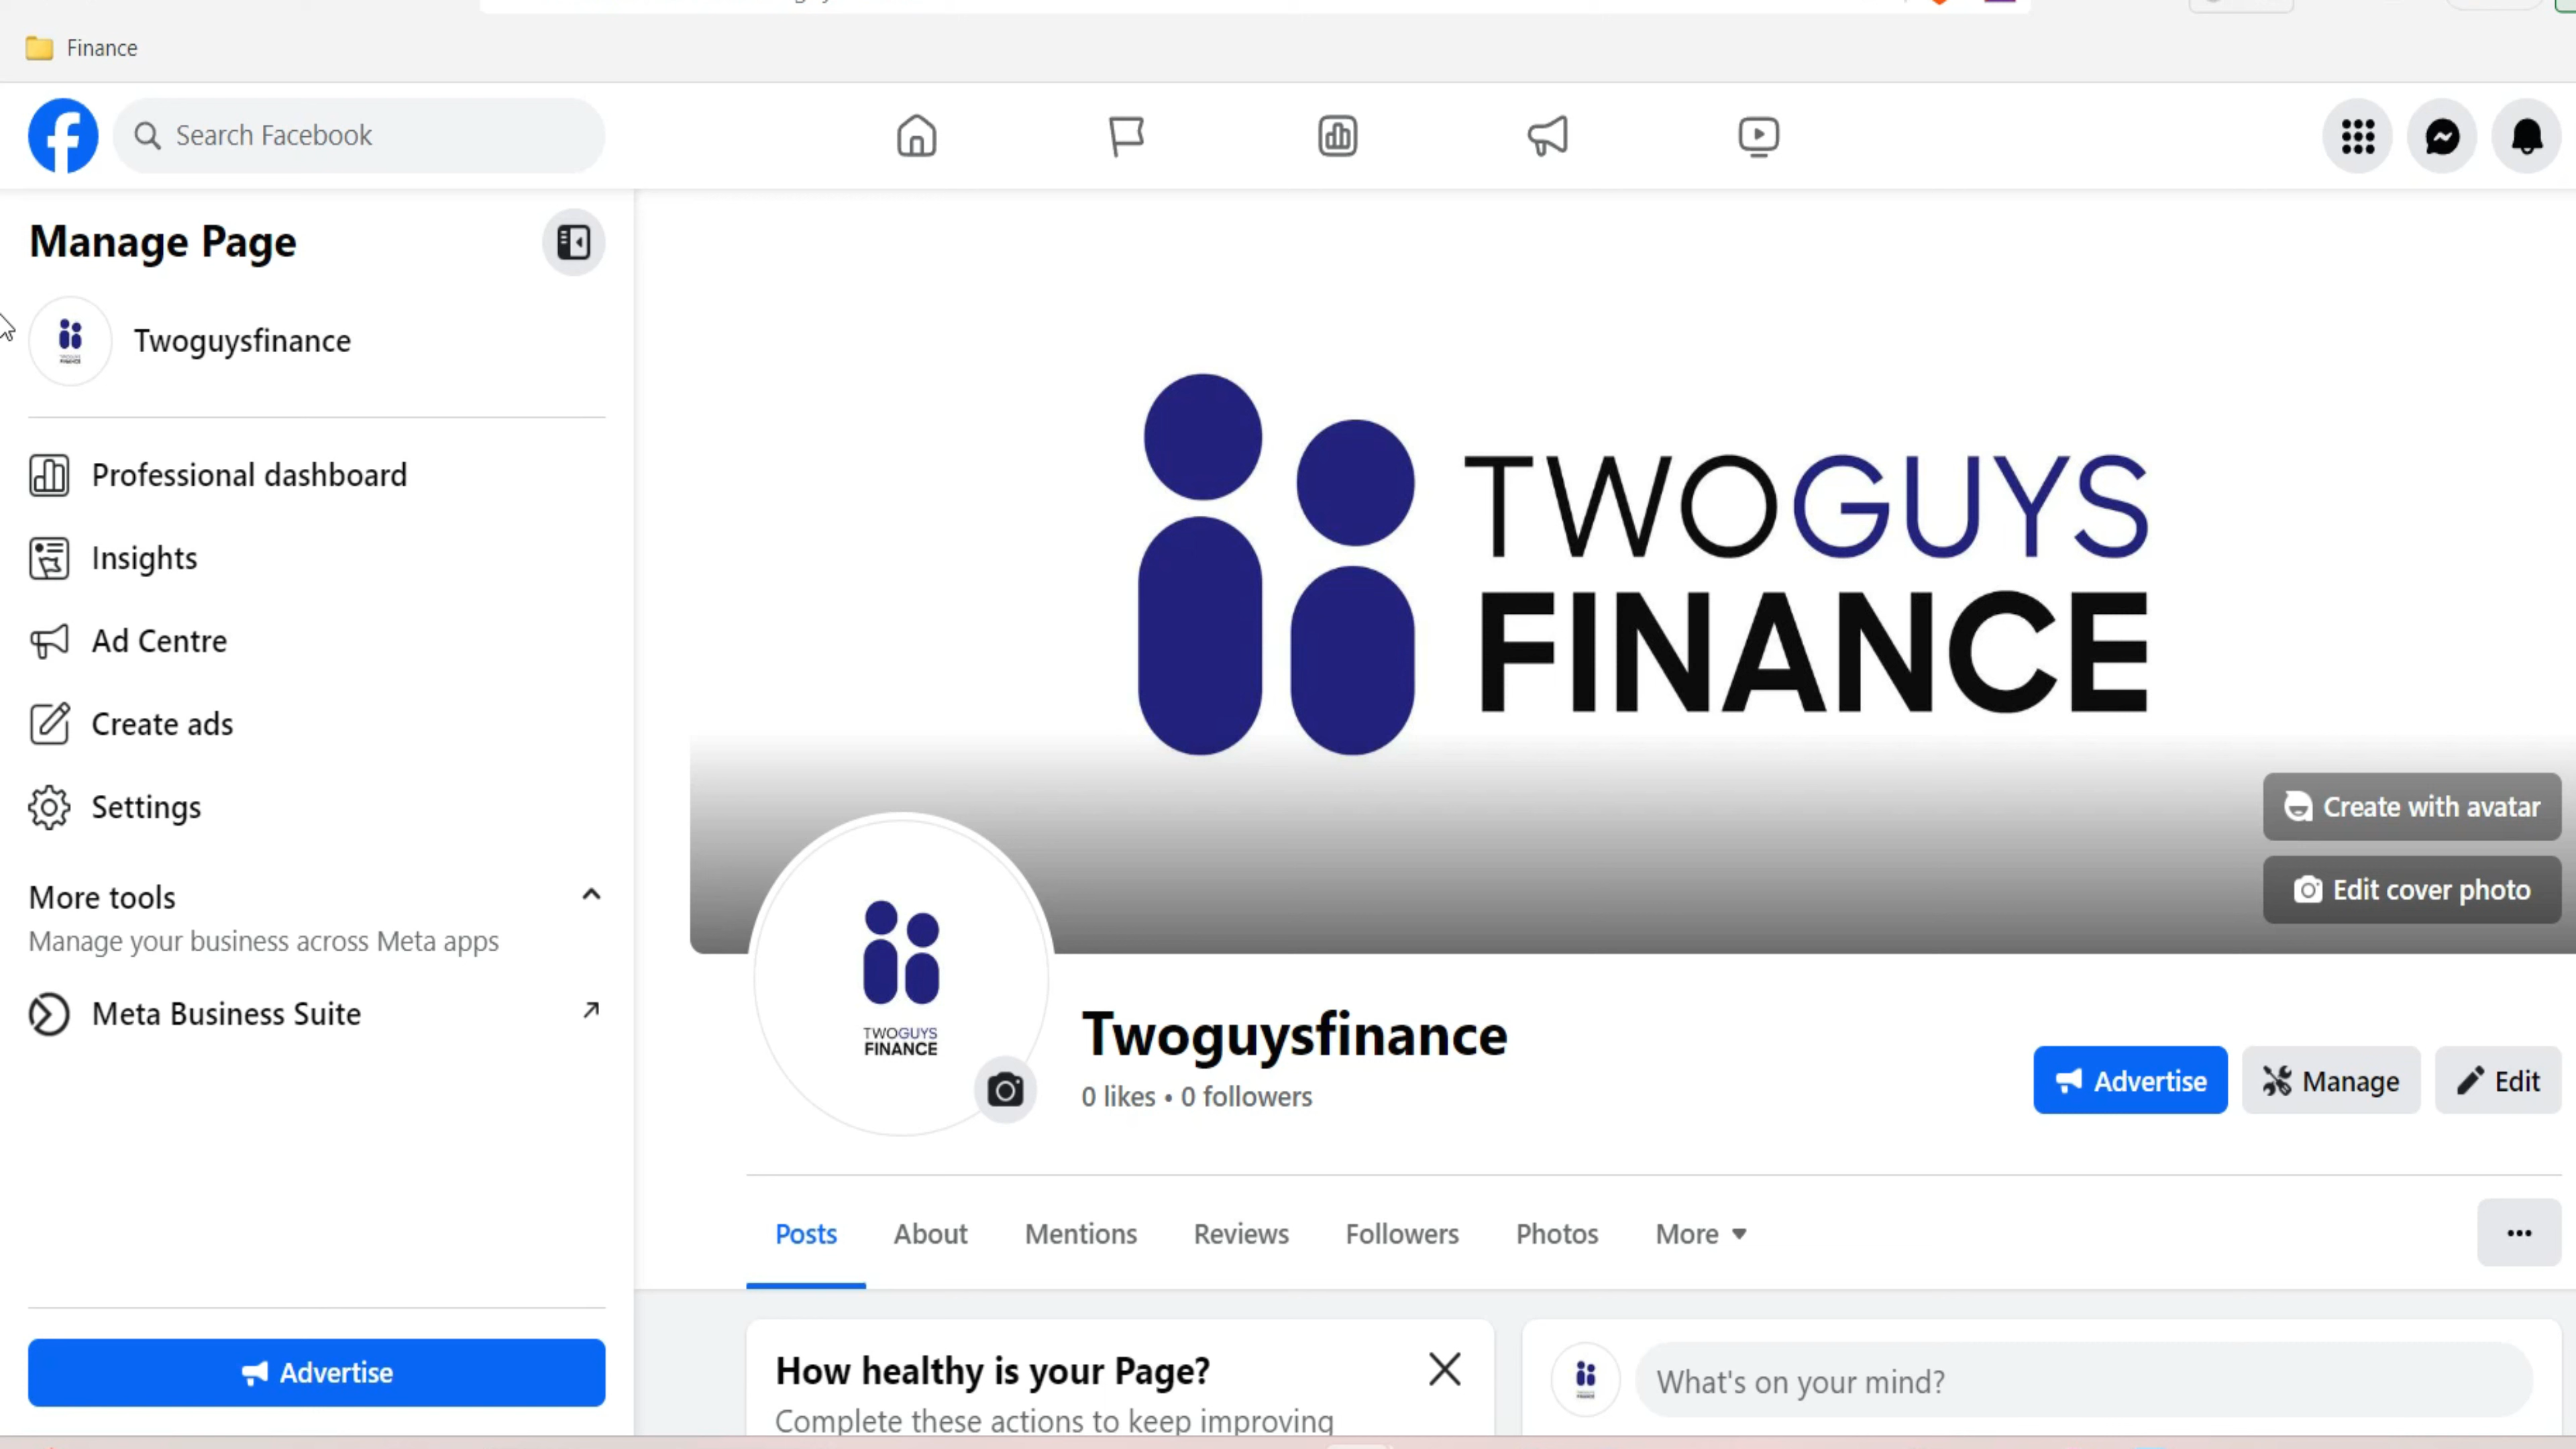 Finance
Search Facebook
Manage Page
Twoguysfinance
Professional dashboard
Insights
Ad Centre
Create ads
Settings
More tools
Manage your business across Meta apps
Meta Business Suite
Advertise
TWOGUYS
FINANCE
Create with avatar
Edit cover photo
TWOGUYS
FINANCE
Twoguysfinance
0 likes • 0 followers
Advertise
Manage
Edit
Posts
About
Mentions
Reviews
Followers
Photos
More
How healthy is your Page?
Complete these actions to keep improving
What's on your mind?